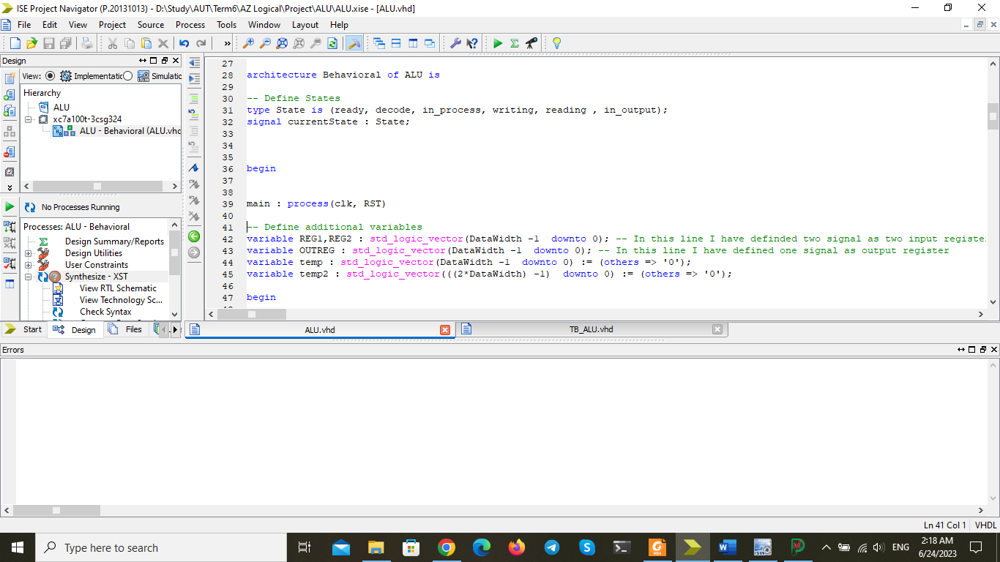 ISE Project Navigator (P.20131013) - D:\Study\AUT\Term6\AZ Logical\Project\ALU\ALU.xise - [ALU.vhd]
File Edit View Project Source Process Tools Window Layout Help
Design
View: Implementatic Simulatic
Hierarchy
ALU
xc7a100t-3csg324
ALU - Behavioral (ALU.vhd
No Processes Running
Processes: ALU - Behavioral
Design Summary/Reports
Design Utilities
User Constraints
Synthesize - XST
View RTL Schematic
View Technology Sc...
Check Syntax
Start Design Files
27
28 architecture Behavioral of ALU is
29
30 -- Define States
31 type State is (ready, decode, in_process, writing, reading , in_output);
32 signal currentState : State;
33
34
35
36 begin
37
38
39 main : process(clk, RST)
40
41 -- Define additional variables
42 variable REG1,REG2 : std_logic_vector(DataWidth -1  downto 0); -- In this line I have definded two signal as two input registe
43 variable OUTREG : std_logic_vector(DataWidth -1  downto 0); -- In this line I have defined one signal as output register
44 variable temp : std_logic_vector(DataWidth -1  downto 0) := (others => '0');
45 variable temp2 : std_logic_vector(((2*DataWidth) -1)  downto 0) := (others => '0');
46
47 begin
ALU.vhd
TB_ALU.vhd
Errors
Ln 41 Col 1 VHDL
Type here to search
ENG
2:18 AM
6/24/2023